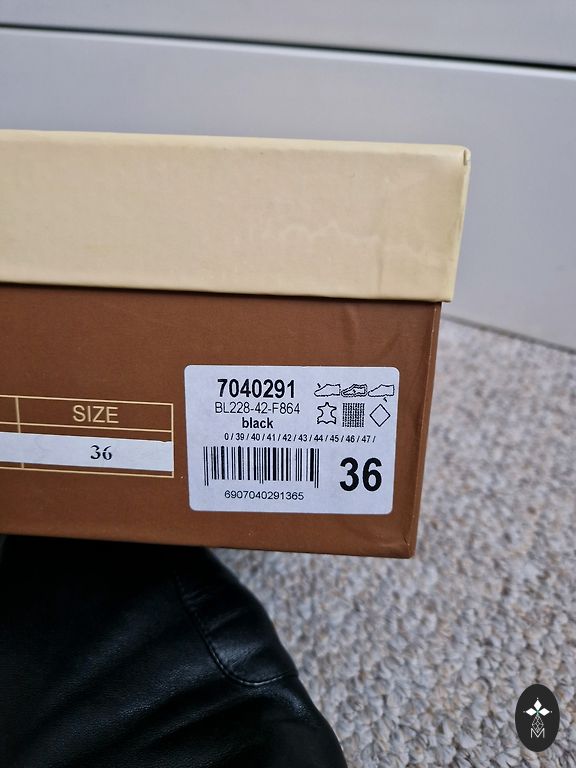 SIZE
36
7040291
BL228-42-F864
black
0 / 39 / 40 / 41 / 42 / 43 / 44 / 45 / 46 / 47 /
36
6907040291365
M